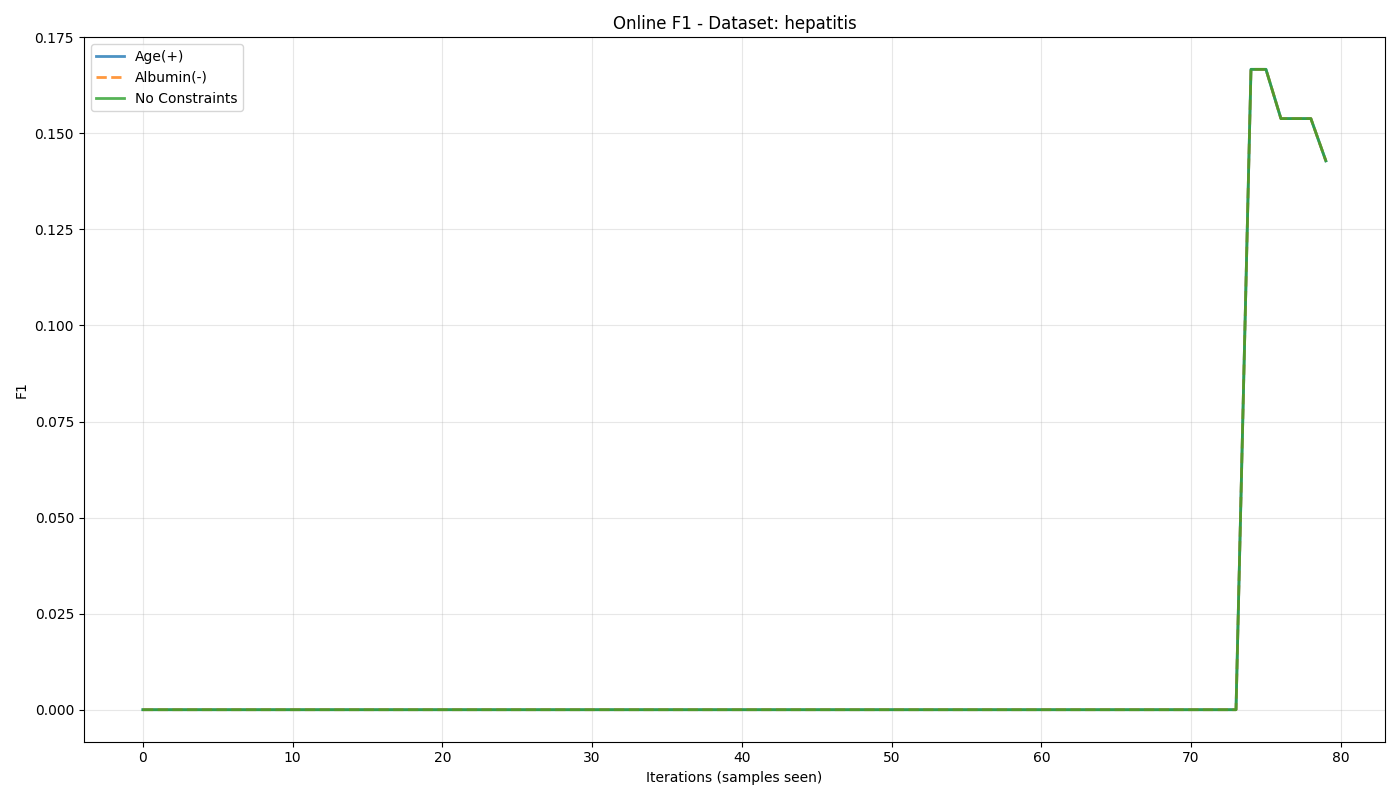 Online F1 - Dataset: hepatitis
0.175
0.150
0.125
0.100
0.075
0.050
0.025
0.000
F1
Age(+)
Albumin(-)
No Constraints
0 10 20 30 40 50 60 70 80
Iterations (samples seen)